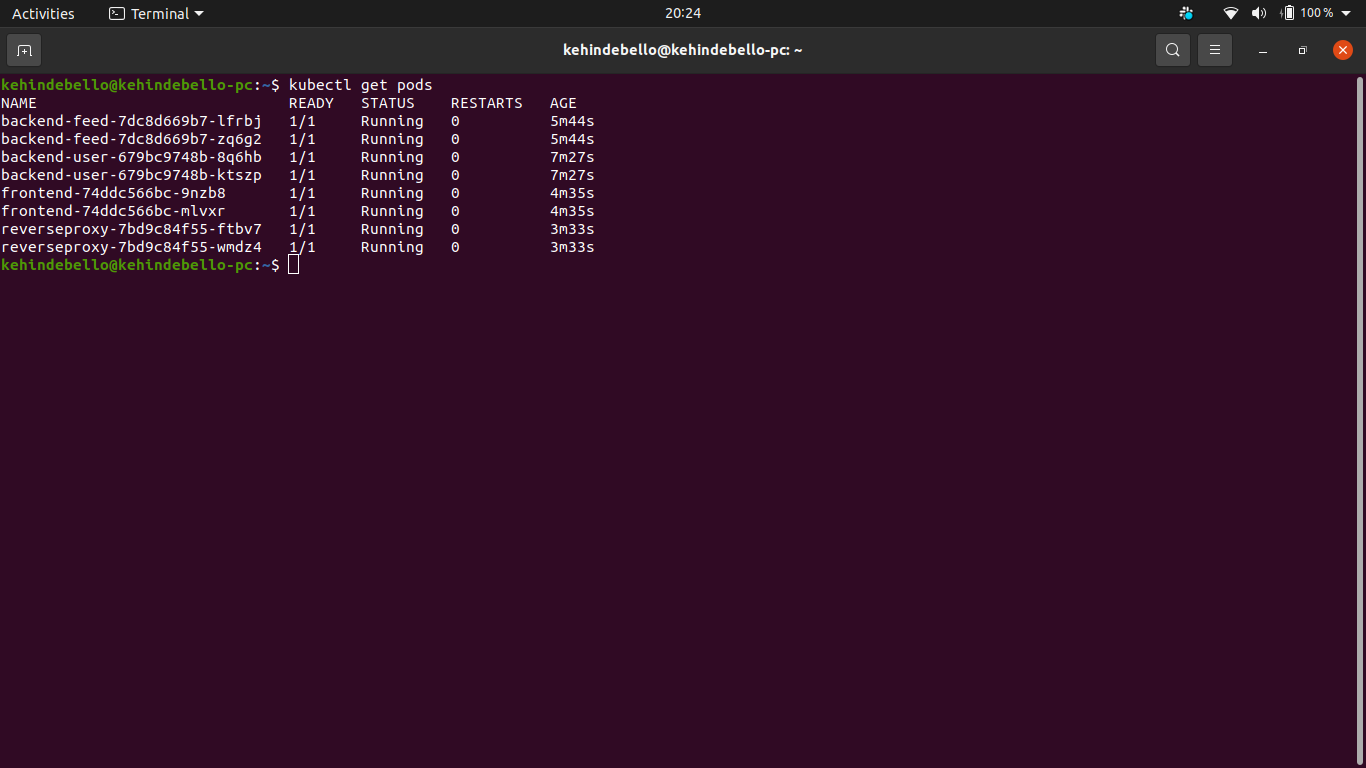 Activities Terminal 20:24 100 %
kehindebello@kehindebello-pc: ~
kehindebello@kehindebello-pc:~$ kubectl get pods
NAME READY STATUS RESTARTS AGE
backend-feed-7dc8d669b7-lfrbj 1/1 Running 0 5m44s
backend-feed-7dc8d669b7-zq6g2 1/1 Running 0 5m44s
backend-user-679bc9748b-8q6hb 1/1 Running 0 7m27s
backend-user-679bc9748b-ktszp 1/1 Running 0 7m27s
frontend-74ddc566bc-9nzb8 1/1 Running 0 4m35s
frontend-74ddc566bc-mlvxr 1/1 Running 0 4m35s
reverseproxy-7bd9c84f55-ftbv7 1/1 Running 0 3m33s
reverseproxy-7bd9c84f55-wmdz4 1/1 Running 0 3m33s
kehindebello@kehindebello-pc:~$